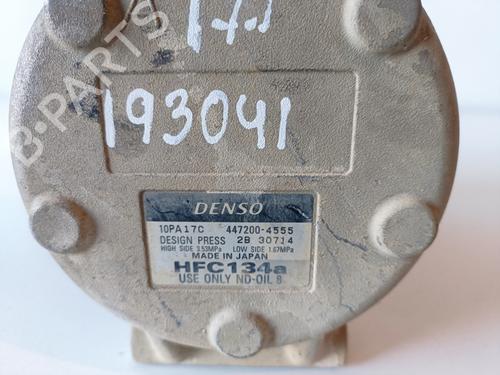 171
193041
B-PARTS
DENSO
10PA17C 447200-4555
DESIGN PRESS 2B 30714
HIGH SIDE 3.53MPa LOW SIDE 1.67MPa
MADE IN JAPAN
HFC134a
USE ONLY ND-OIL 8